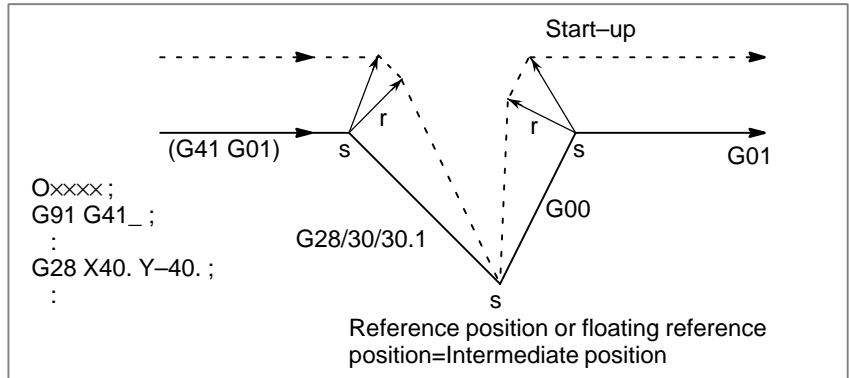 Start–up
r
r
(G41 G01)
s
s
G01
O×××× ;
G91 G41_ ;
:
G28 X40. Y–40. ;
:
G00
G28/30/30.1
s
Reference position or floating reference
position=Intermediate position